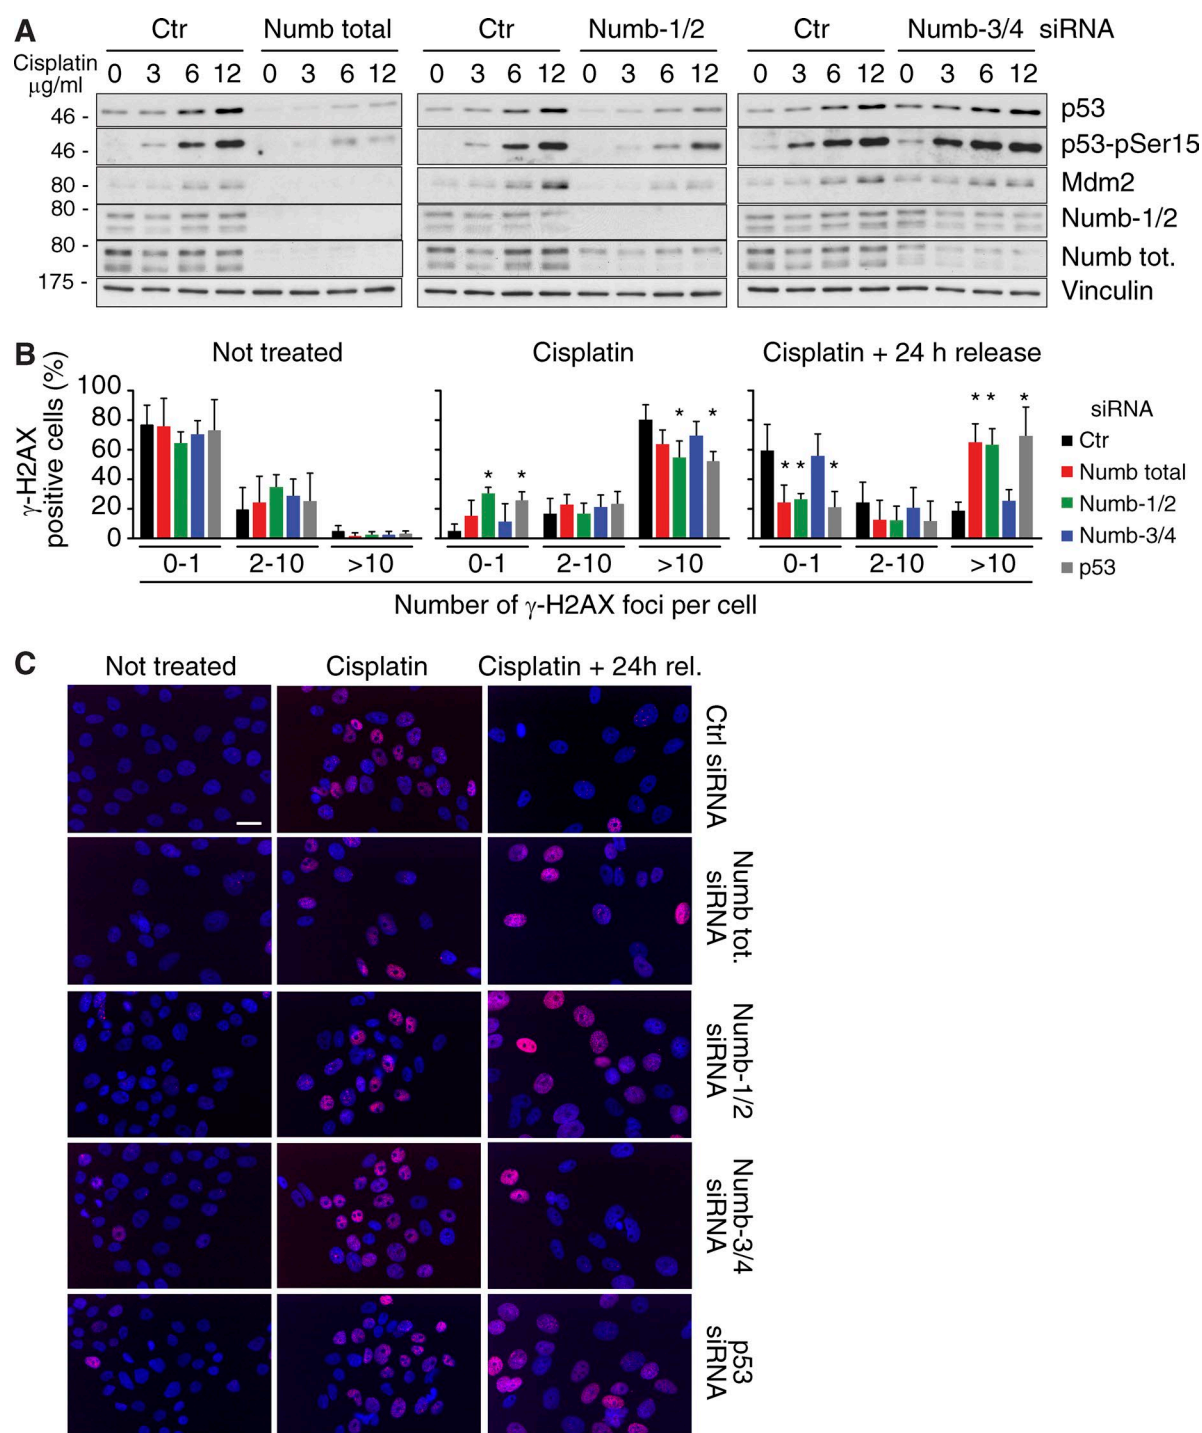 A
Ctr Numb total Ctr Numb-1/2 Ctr Numb-3/4 siRNA
Cisplatin
μg/ml
0 3 6 12 0 3 6 12 0 3 6 12 0 3 6 12 0 3 6 12 0 3 6 12
46 - p53
46 - p53-pSer15
80 - Mdm2
80 - Numb-1/2
80 - Numb tot.
175 - Vinculin
B
Not treated Cisplatin Cisplatin + 24 h release
γ-H2AX
positive cells (%)
100
80
60
40
20
0
* * * * * * * * * *
siRNA
Ctr
Numb total
Numb-1/2
Numb-3/4
p53
0-1 2-10 >10 0-1 2-10 >10 0-1 2-10 >10
Number of γ-H2AX foci per cell
C
Not treated Cisplatin Cisplatin + 24h rel.
Ctrl siRNA
Numb tot.
siRNA
Numb-1/2
siRNA
Numb-3/4
siRNA
p53
siRNA